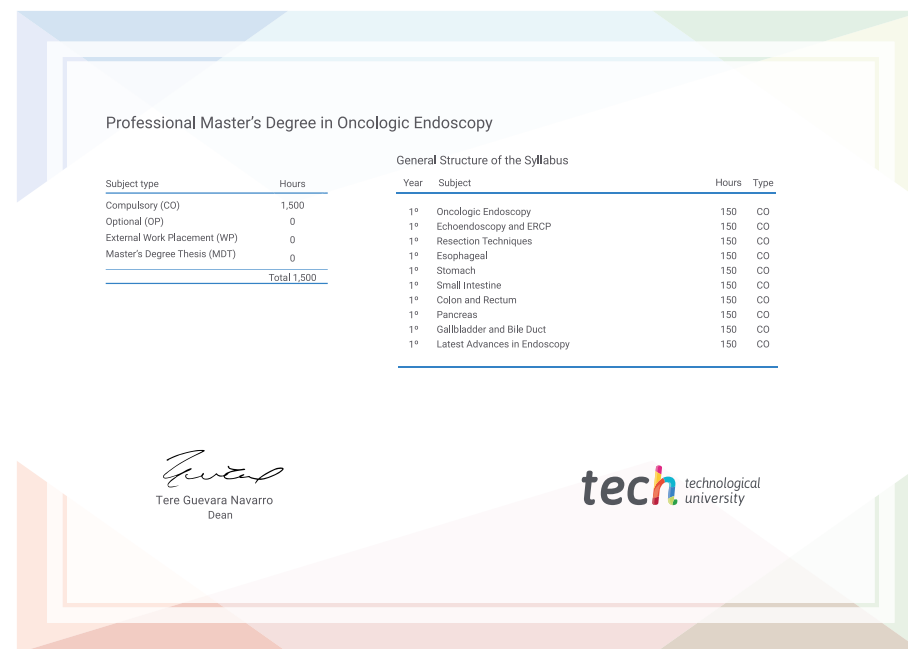 Professional Master's Degree in Oncologic Endoscopy
Subject type Hours
Compulsory (CO) 1,500
Optional (OP) 0
External Work Placement (WP) 0
Master's Degree Thesis (MDT) 0
Total 1,500
General Structure of the Syllabus
Year Subject Hours Type
1º Oncologic Endoscopy 150 CO
1º Echoendoscopy and ERCP 150 CO
1º Resection Techniques 150 CO
1º Esophageal 150 CO
1º Stomach 150 CO
1º Small Intestine 150 CO
1º Colon and Rectum 150 CO
1º Pancreas 150 CO
1º Gallbladder and Bile Duct 150 CO
1º Latest Advances in Endoscopy 150 CO
Tere Guevara Navarro
Dean
tech technological
university